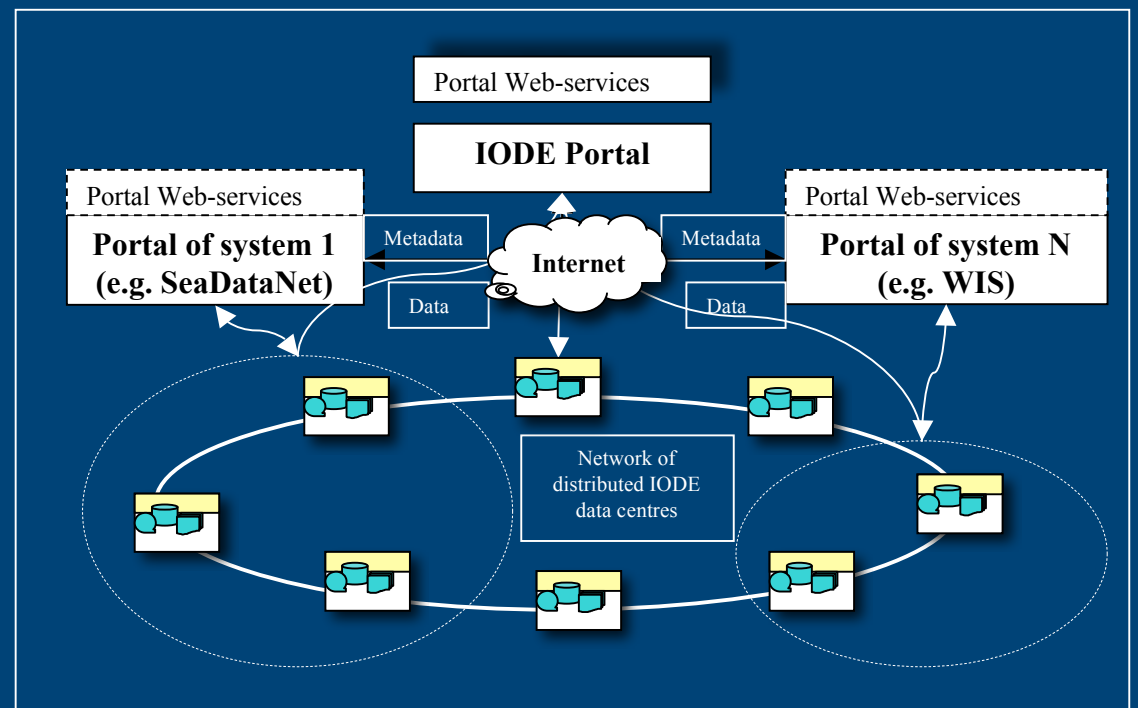 Portal Web-services
IODE Portal
Portal Web-services
Portal of system 1
(e.g. SeaDataNet)
Metadata
Data
Internet
Metadata
Data
Portal Web-services
Portal of system N
(e.g. WIS)
Network of
distributed IODE
data centres